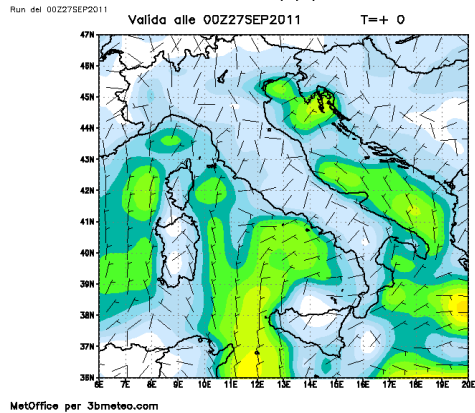 Run del 00Z27SEP2011
Valida alle 00Z27SEP2011 T=+ 0
47N
46N
45N
44N
43N
42N
41N
40N
39N
38N
37N
36N
6E 7E 8E 9E 10E 11E 12E 13E 14E 15E 16E 17E 18E 19E 20E
MetOffice per 3bmeteo.com